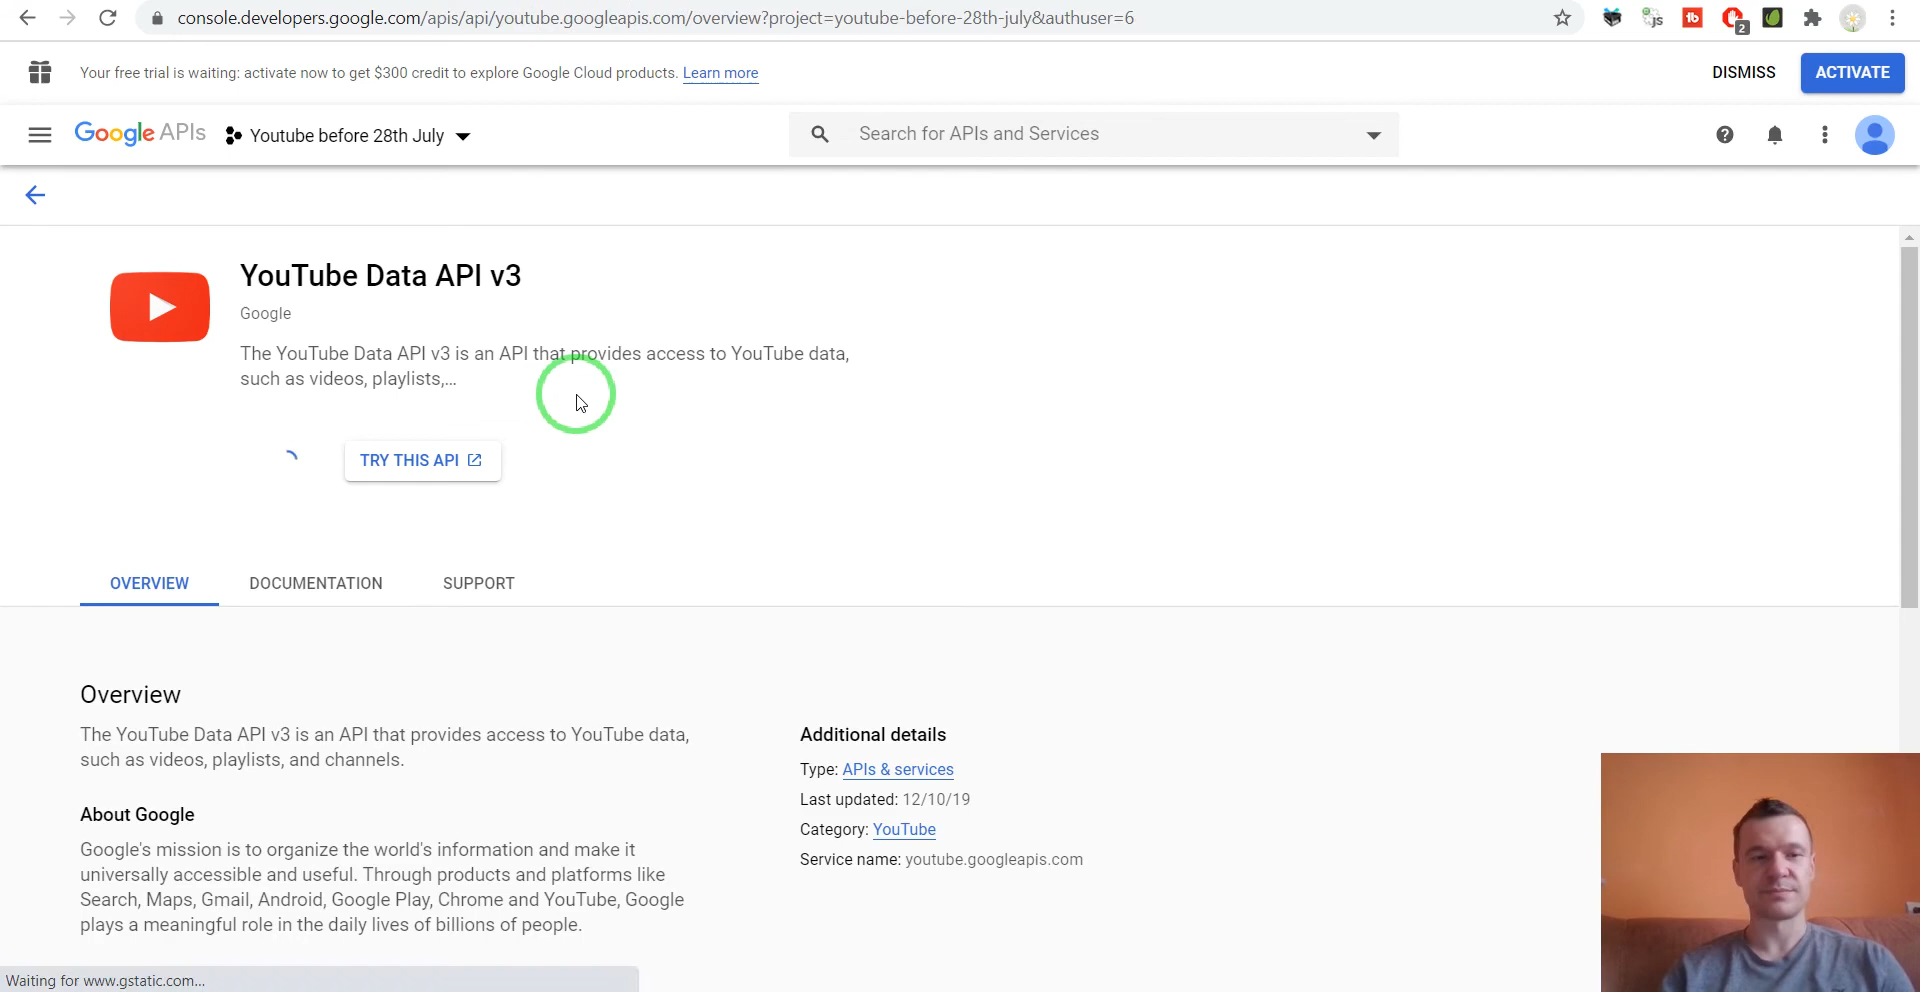 console.developers.google.com/apis/api/youtube.googleapis.com/overview?project=youtube-before-28th-july&authuser=6
js
tb
2
Your free trial is waiting: activate now to get $300 credit to explore Google Cloud products. Learn more
DISMISS
ACTIVATE
Google APIs
Youtube before 28th July
Search for APIs and Services
YouTube Data API v3
Google
The YouTube Data API v3 is an API that provides access to YouTube data,
such as videos, playlists,...
TRY THIS API
OVERVIEW
DOCUMENTATION
SUPPORT
Overview
The YouTube Data API v3 is an API that provides access to YouTube data,
such as videos, playlists, and channels.
Additional details
Type: APIs & services
Last updated: 12/10/19
Category: YouTube
Service name: youtube.googleapis.com
About Google
Google's mission is to organize the world's information and make it
universally accessible and useful. Through products and platforms like
Search, Maps, Gmail, Android, Google Play, Chrome and YouTube, Google
plays a meaningful role in the daily lives of billions of people.
Waiting for www.gstatic.com...